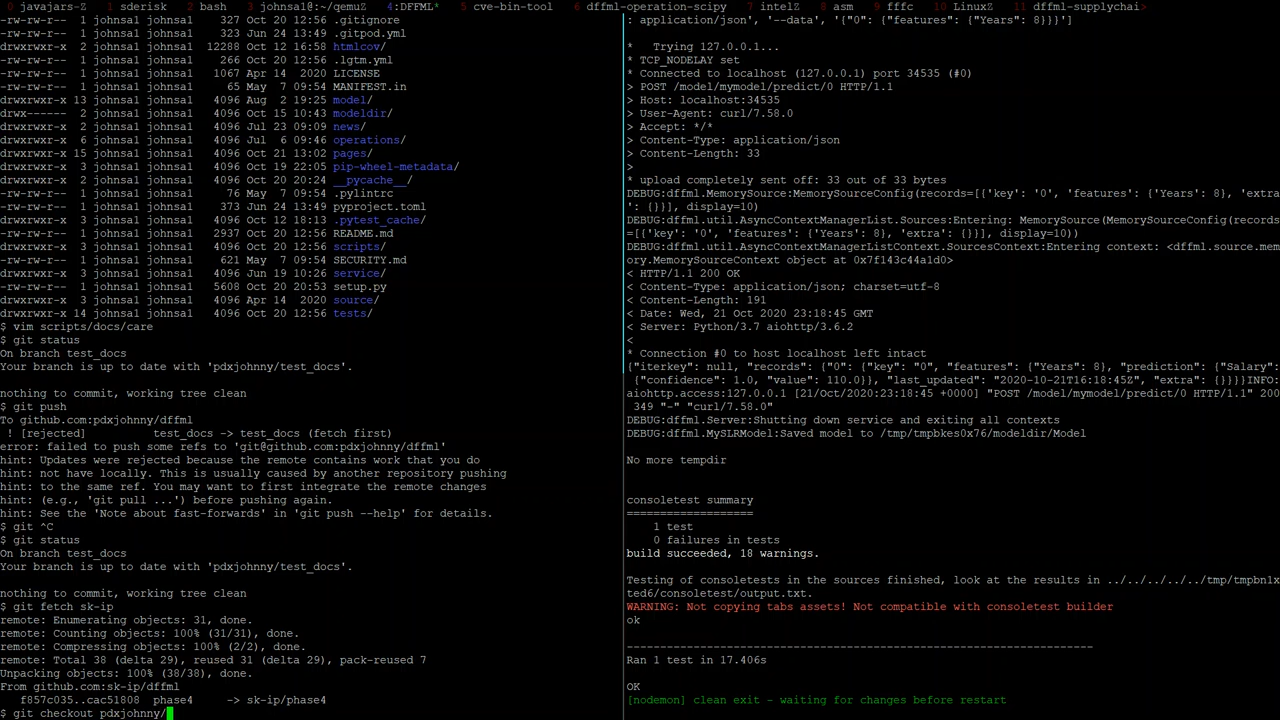 0 javajars-Z  1 sderisk  2 bash  3 johnsal@:~/qemuZ  4:DFFML*  5 cve-bin-tool  6 dffml-operation-scipy  7 intelZ  8 asm  9 fffc  10 LinuxZ  11 dffml-supplychai>
-rw-rw-r-- 1 johnsa1 johnsa1 327 Oct 20 12:56 .gitignore
-rw-rw-r-- 1 johnsa1 johnsa1 323 Jun 24 13:49 .gitpod.yml
drwxrwxr-x 2 johnsa1 johnsa1 12288 Oct 12 16:58 htmlcov/
-rw-rw-r-- 1 johnsa1 johnsa1 266 Oct 20 12:56 .lgtm.yml
-rw-rw-r-- 1 johnsa1 johnsa1 1067 Apr 14 2020 LICENSE
-rw-rw-r-- 1 johnsa1 johnsa1 65 May 7 09:54 MANIFEST.in
drwxrwxr-x 13 johnsa1 johnsa1 4096 Aug 2 19:25 model/
drwx------ 2 johnsa1 johnsa1 4096 Oct 15 10:43 modeldir/
drwxrwxr-x 2 johnsa1 johnsa1 4096 Jul 23 09:09 news/
drwxrwxr-x 6 johnsa1 johnsa1 4096 Jul 6 09:46 operations/
drwxrwxr-x 15 johnsa1 johnsa1 4096 Oct 21 13:02 pages/
drwxrwxr-x 3 johnsa1 johnsa1 4096 Oct 19 22:05 pip-wheel-metadata/
drwxrwxr-x 2 johnsa1 johnsa1 4096 Oct 20 20:24 __pycache__/
-rw-rw-r-- 1 johnsa1 johnsa1 76 May 7 09:54 .pylintrc
-rw-rw-r-- 1 johnsa1 johnsa1 373 Jun 24 13:49 pyproject.toml
drwxrwxr-x 3 johnsa1 johnsa1 4096 Oct 12 18:13 .pytest_cache/
-rw-rw-r-- 1 johnsa1 johnsa1 2937 Oct 20 12:56 README.md
drwxrwxr-x 3 johnsa1 johnsa1 4096 Oct 20 12:56 scripts/
-rw-rw-r-- 1 johnsa1 johnsa1 621 May 7 09:54 SECURITY.md
drwxrwxr-x 3 johnsa1 johnsa1 4096 Jun 19 10:26 service/
-rw-rw-r-- 1 johnsa1 johnsa1 5608 Oct 20 20:53 setup.py
drwxrwxr-x 3 johnsa1 johnsa1 4096 Apr 14 2020 source/
drwxrwxr-x 14 johnsa1 johnsa1 4096 Oct 20 12:56 tests/
$ vim scripts/docs/care
$ git status
On branch test_docs
Your branch is up to date with 'pdxjohnny/test_docs'.
nothing to commit, working tree clean
$ git push
To github.com:pdxjohnny/dffml
! [rejected] test_docs -> test_docs (fetch first)
error: failed to push some refs to 'git@github.com:pdxjohnny/dffml'
hint: Updates were rejected because the remote contains work that you do
hint: not have locally. This is usually caused by another repository pushing
hint: to the same ref. You may want to first integrate the remote changes
hint: (e.g., 'git pull ...') before pushing again.
hint: See the 'Note about fast-forwards' in 'git push --help' for details.
$ git ^C
$ git status
On branch test_docs
Your branch is up to date with 'pdxjohnny/test_docs'.
nothing to commit, working tree clean
$ git fetch sk-ip
remote: Enumerating objects: 31, done.
remote: Counting objects: 100% (31/31), done.
remote: Compressing objects: 100% (2/2), done.
remote: Total 38 (delta 29), reused 31 (delta 29), pack-reused 7
Unpacking objects: 100% (38/38), done.
From github.com:sk-ip/dffml
f857c035..cac51808 phase4 -> sk-ip/phase4
$ git checkout pdxjohnny/
: application/json', '--data', '{"0": {"features": {"Years": 8}}}']
* Trying 127.0.0.1...
* TCP_NODELAY set
* Connected to localhost (127.0.0.1) port 34535 (#0)
> POST /model/mymodel/predict/0 HTTP/1.1
> Host: localhost:34535
> User-Agent: curl/7.58.0
> Accept: */*
> Content-Type: application/json
> Content-Length: 33
>
* upload completely sent off: 33 out of 33 bytes
DEBUG:dffml.MemorySource:MemorySourceConfig(records=[{'key': '0', 'features': {'Years': 8}, 'extra
': {}}], display=10)
DEBUG:dffml.util.AsyncContextManagerList.Sources:Entering: MemorySource(MemorySourceConfig(records
=[{'key': '0', 'features': {'Years': 8}, 'extra': {}}], display=10))
DEBUG:dffml.util.AsyncContextManagerListContext.SourcesContext:Entering context: <dffml.source.mem
ory.MemorySourceContext object at 0x7f143c44a1d0>
< HTTP/1.1 200 OK
< Content-Type: application/json; charset=utf-8
< Content-Length: 191
< Date: Wed, 21 Oct 2020 23:18:45 GMT
< Server: Python/3.7 aiohttp/3.6.2
<
* Connection #0 to host localhost left intact
{"iterkey": null, "records": {"0": {"key": "0", "features": {"Years": 8}, "prediction": {"Salary":
{"confidence": 1.0, "value": 110.0}}, "last_updated": "2020-10-21T16:18:45Z", "extra": {}}}}INFO:
aiohttp.access:127.0.0.1 [21/Oct/2020:23:18:45 +0000] "POST /model/mymodel/predict/0 HTTP/1.1" 200
349 "-" "curl/7.58.0"
DEBUG:dffml.Server:Shutting down service and exiting all contexts
DEBUG:dffml.MySLRModel:Saved model to /tmp/tmpbkes0x76/modeldir/Model
No more tempdir
consoletest summary
===================
1 test
0 failures in tests
build succeeded, 18 warnings.
Testing of consoletests in the sources finished, look at the results in ../../../../../tmp/tmpbn1x
ted6/consoletest/output.txt.
WARNING: Not copying tabs assets! Not compatible with consoletest builder
ok
----------------------------------------------------------------------
Ran 1 test in 17.406s
OK
[nodemon] clean exit - waiting for changes before restart